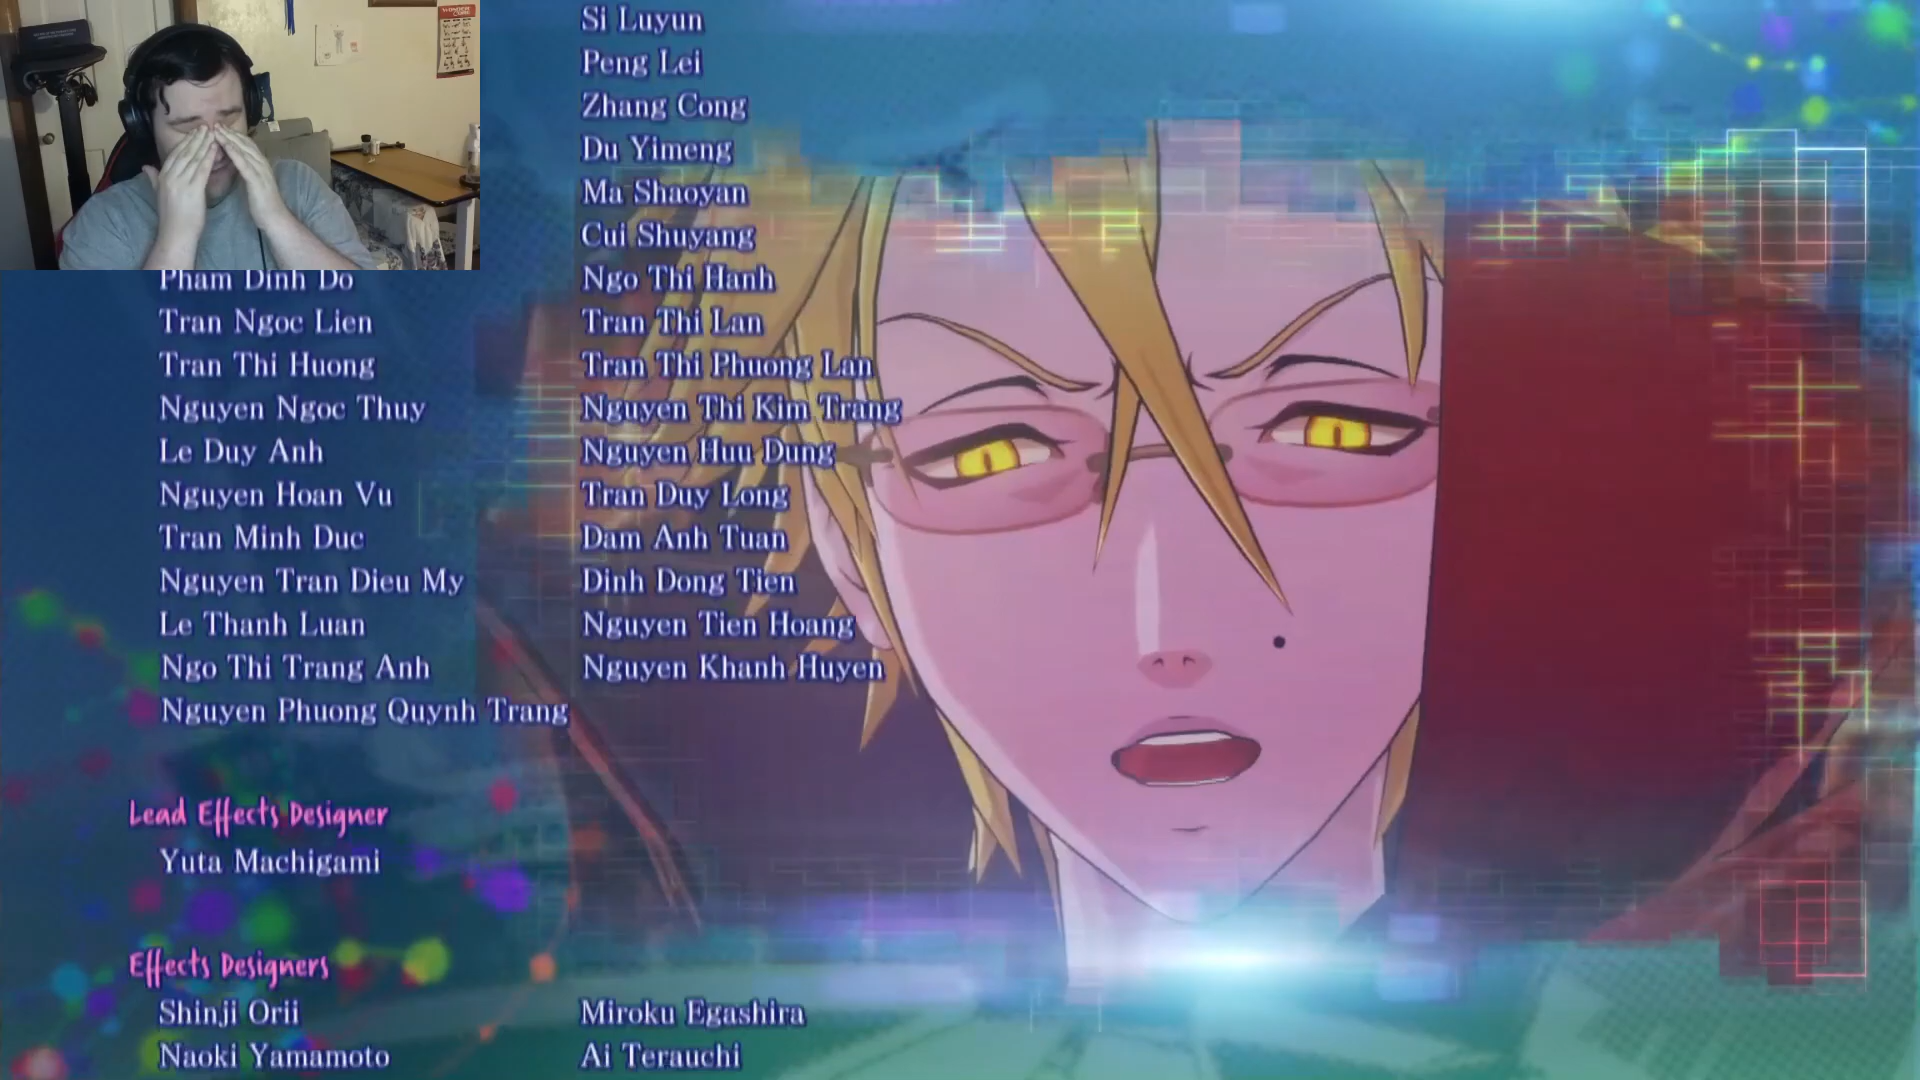 Si Luyun
Peng Lei
Zhang Cong
Du Yimeng
Ma Shaoyan
Cui Shuyang
Pham Dinh Do
Ngo Thi Hanh
Tran Ngoc Lien
Tran Thi Lan
Tran Thi Huong
Tran Thi Phuong Lan
Nguyen Ngoc Thuy
Nguyen Thi Kim Trang
Le Duy Anh
Nguyen Huu Dung
Nguyen Hoan Vu
Tran Duy Long
Tran Minh Duc
Dam Anh Tuan
Nguyen Tran Dieu My
Dinh Dong Tien
Le Thanh Luan
Nguyen Tien Hoang
Ngo Thi Trang Anh
Nguyen Khanh Huyen
Nguyen Phuong Quynh Trang
Lead Effects Designer
Yuta Machigami
Effects Designers
Shinji Orii
Miroku Egashira
Naoki Yamamoto
Ai Terauchi